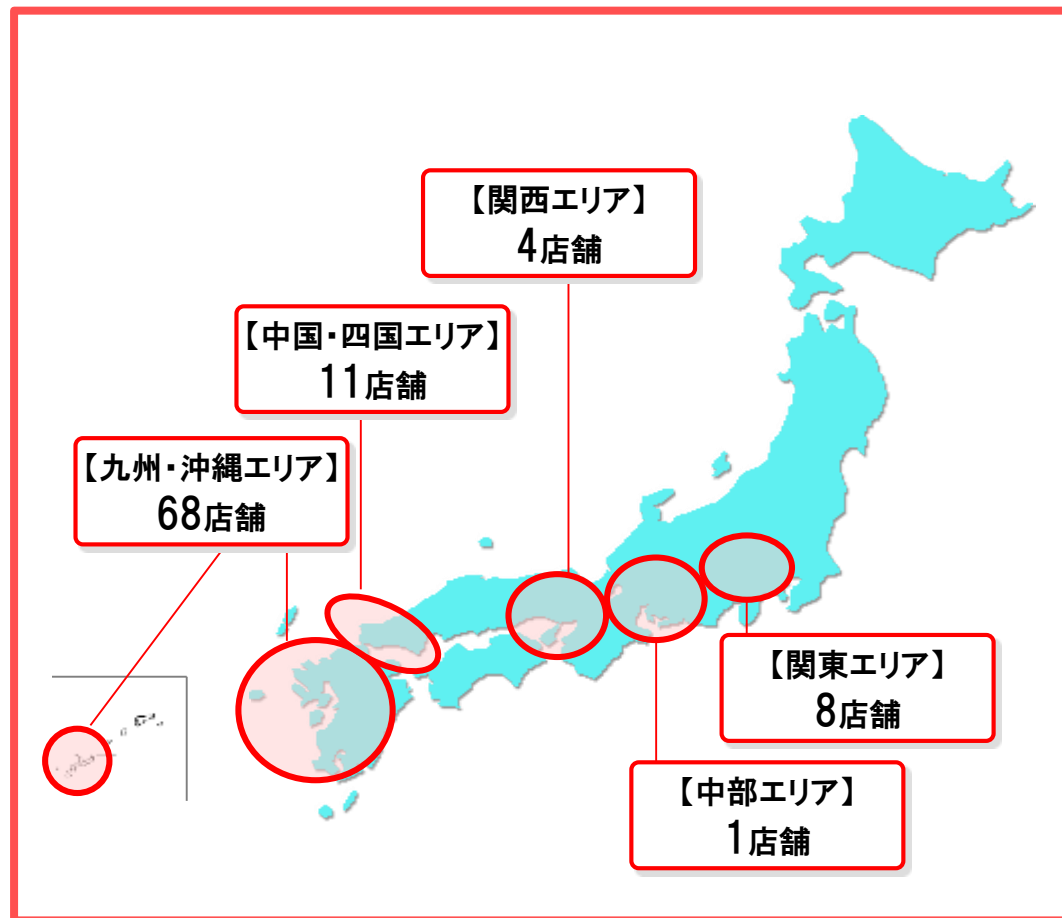 【関西エリア】
4店舗
【中国・四国エリア】
11店舗
【九州・沖縄エリア】
68店舗
【関東エリア】
8店舗
【中部エリア】
1店舗